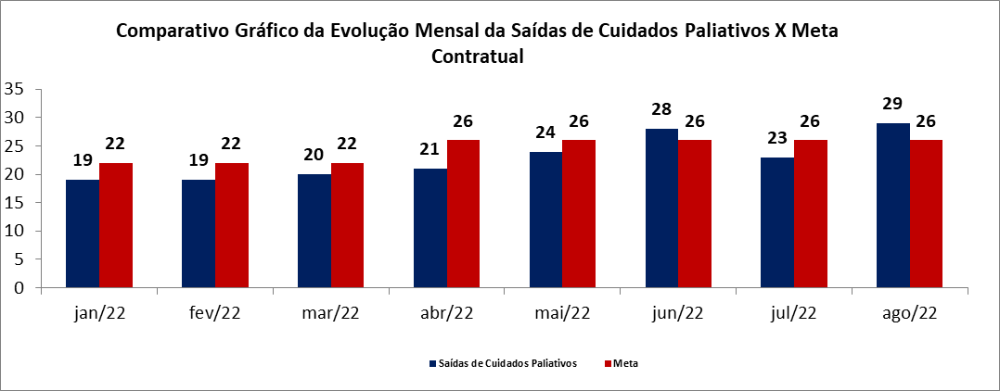 Comparativo Gráfico da Evolução Mensal da Saídas de Cuidados Paliativos X Meta
Contratual
35
30
25
20
15
10
5
0
19 22 19 22 20 22 21 26 24 26 28 26 23 26 29 26
jan/22 fev/22 mar/22 abr/22 mai/22 jun/22 jul/22 ago/22
Saídas de Cuidados Paliativos Meta